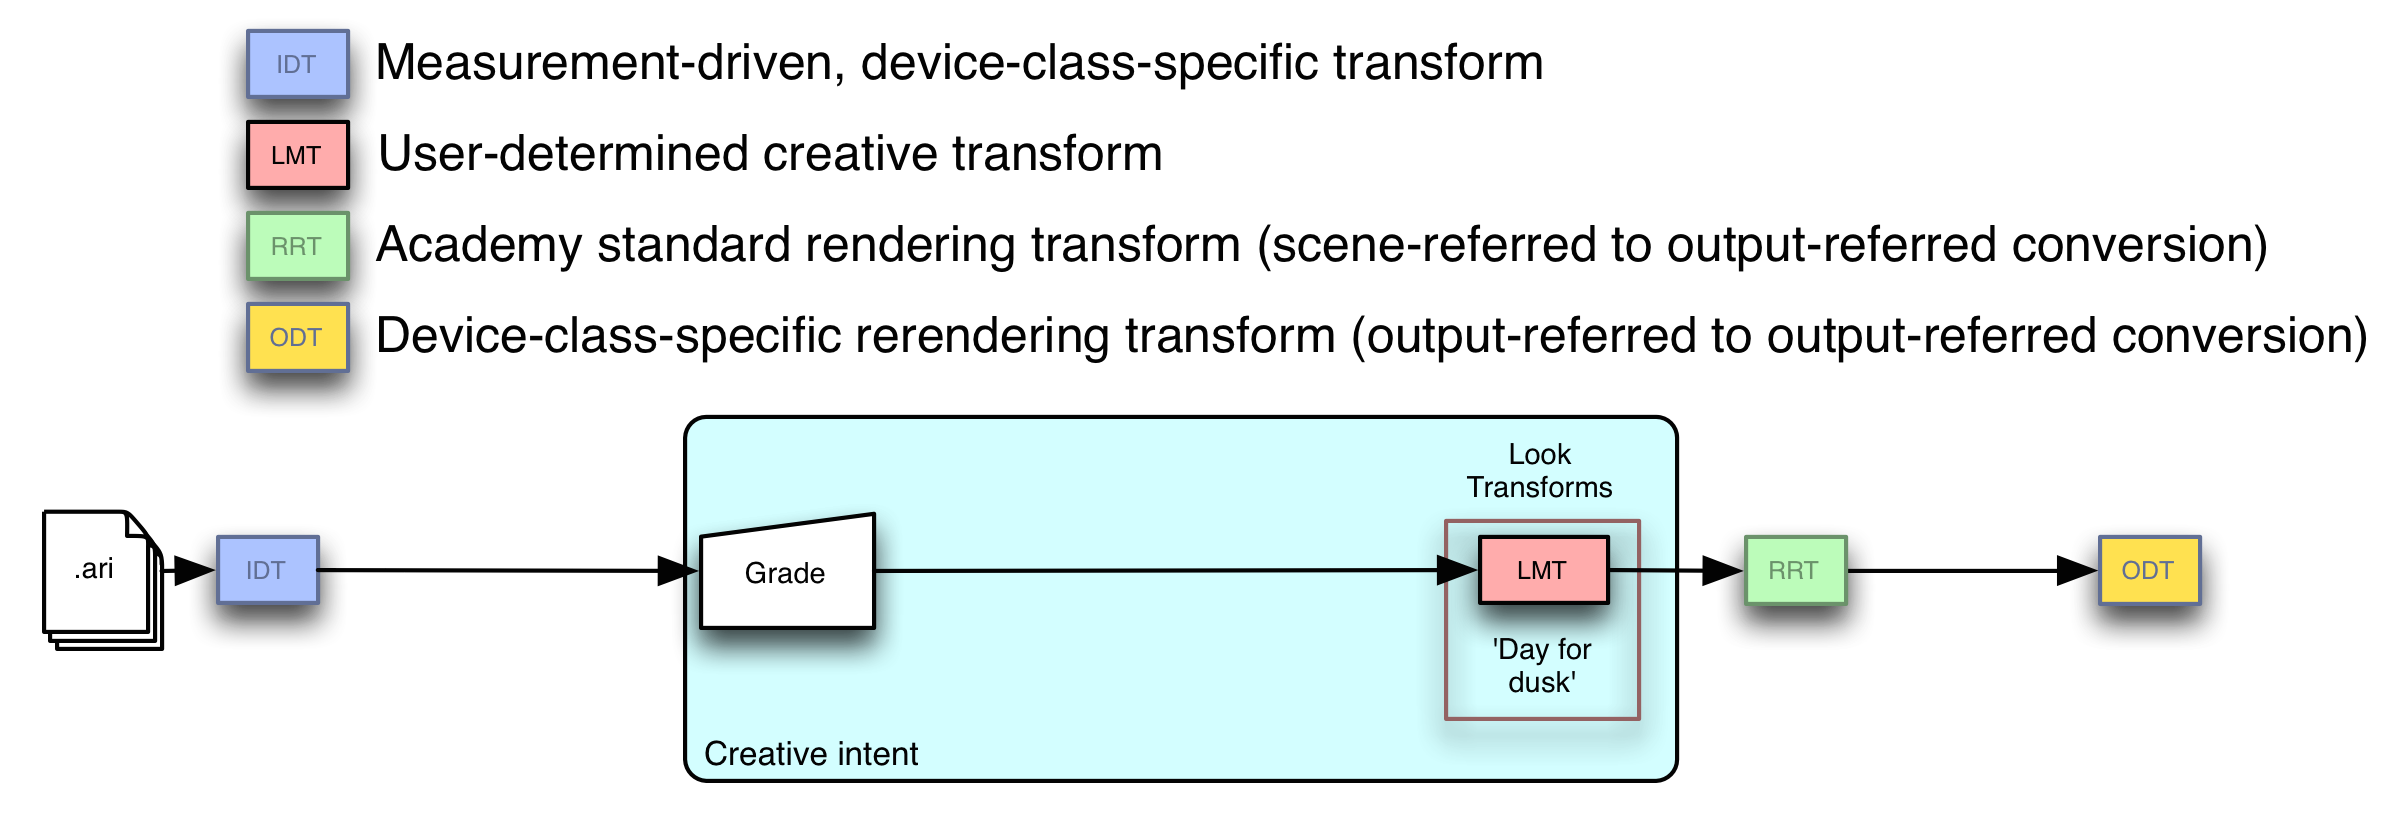 IDT Measurement-driven, device-class-specific transform
LMT User-determined creative transform
RRT Academy standard rendering transform (scene-referred to output-referred conversion)
ODT Device-class-specific rerendering transform (output-referred to output-referred conversion)
Look
Transforms
.ari IDT Grade LMT RRT ODT
'Day for
dusk'
Creative intent